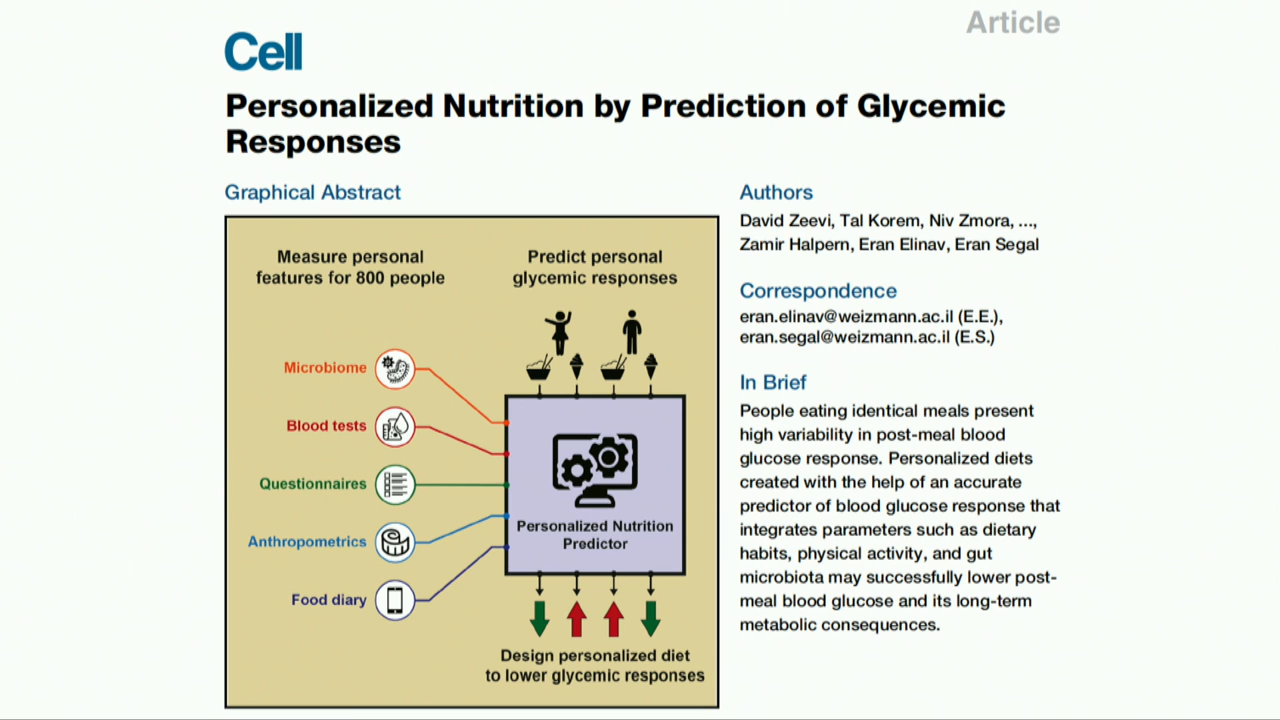 Article
Cell
Personalized Nutrition by Prediction of Glycemic
Responses
Graphical Abstract
Measure personal
features for 800 people
Predict personal
glycemic responses
Microbiome
Blood tests
Questionnaires
Anthropometrics
Food diary
Personalized Nutrition
Predictor
Design personalized diet
to lower glycemic responses
Authors
David Zeevi, Tal Korem, Niv Zmora, ...,
Zamir Halpern, Eran Elinav, Eran Segal
Correspondence
eran.elinav@weizmann.ac.il (E.E.),
eran.segal@weizmann.ac.il (E.S.)
In Brief
People eating identical meals present
high variability in post-meal blood
glucose response. Personalized diets
created with the help of an accurate
predictor of blood glucose response that
integrates parameters such as dietary
habits, physical activity, and gut
microbiota may successfully lower post-
meal blood glucose and its long-term
metabolic consequences.